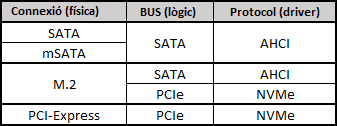 Connexió (física) BUS (lògic) Protocol (driver)
SATA SATA AHCI
mSATA
M.2 SATA AHCI
PCIe NVMe
PCI-Express PCIe NVMe